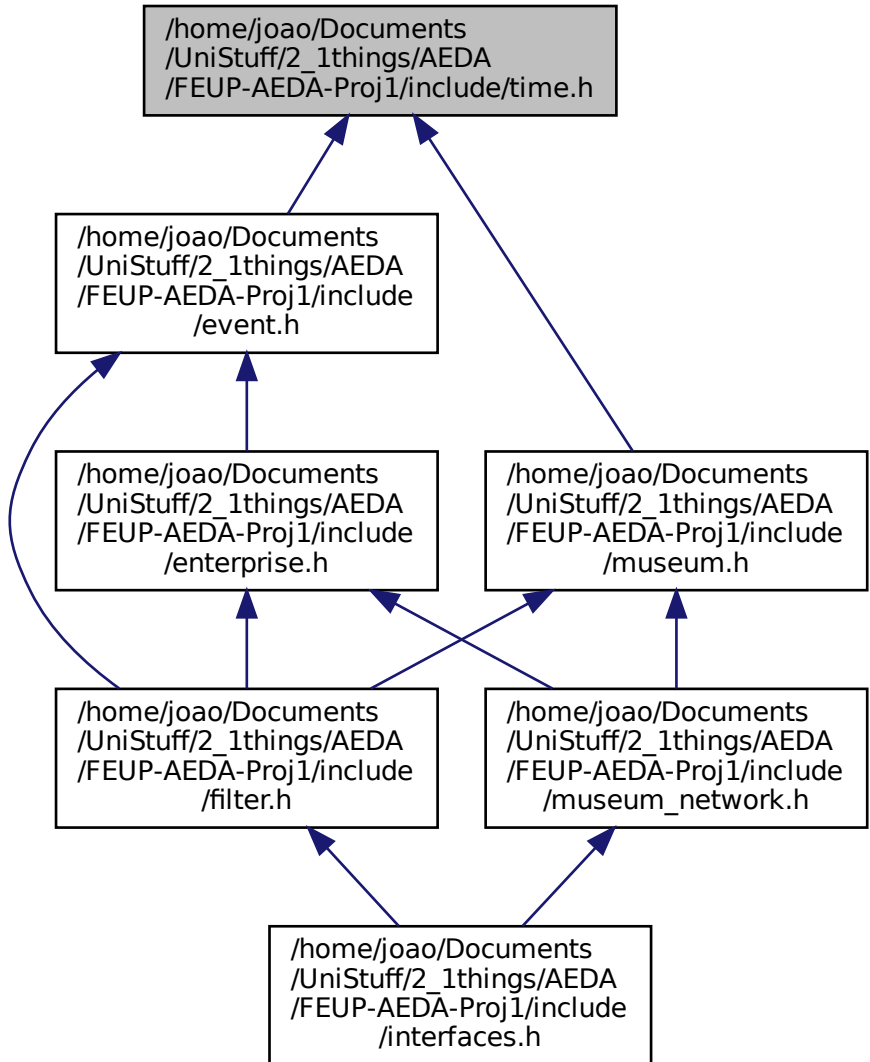 /home/joao/Documents
/UniStuff/2_1things/AEDA
/FEUP-AEDA-Proj1/include/time.h
/home/joao/Documents
/UniStuff/2_1things/AEDA
/FEUP-AEDA-Proj1/include
/event.h
/home/joao/Documents
/UniStuff/2_1things/AEDA
/FEUP-AEDA-Proj1/include
/enterprise.h
/home/joao/Documents
/UniStuff/2_1things/AEDA
/FEUP-AEDA-Proj1/include
/museum.h
/home/joao/Documents
/UniStuff/2_1things/AEDA
/FEUP-AEDA-Proj1/include
/filter.h
/home/joao/Documents
/UniStuff/2_1things/AEDA
/FEUP-AEDA-Proj1/include
/museum_network.h
/home/joao/Documents
/UniStuff/2_1things/AEDA
/FEUP-AEDA-Proj1/include
/interfaces.h